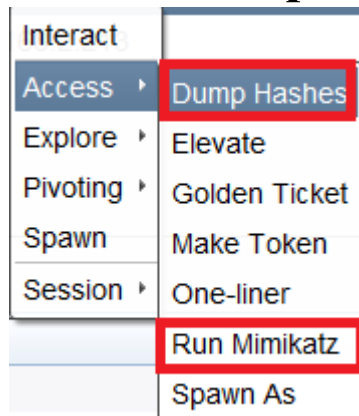 Interact
Access
Explore
Pivoting
Spawn
Session
Dump Hashes
Elevate
Golden Ticket
Make Token
One-liner
Run Mimikatz
Spawn As